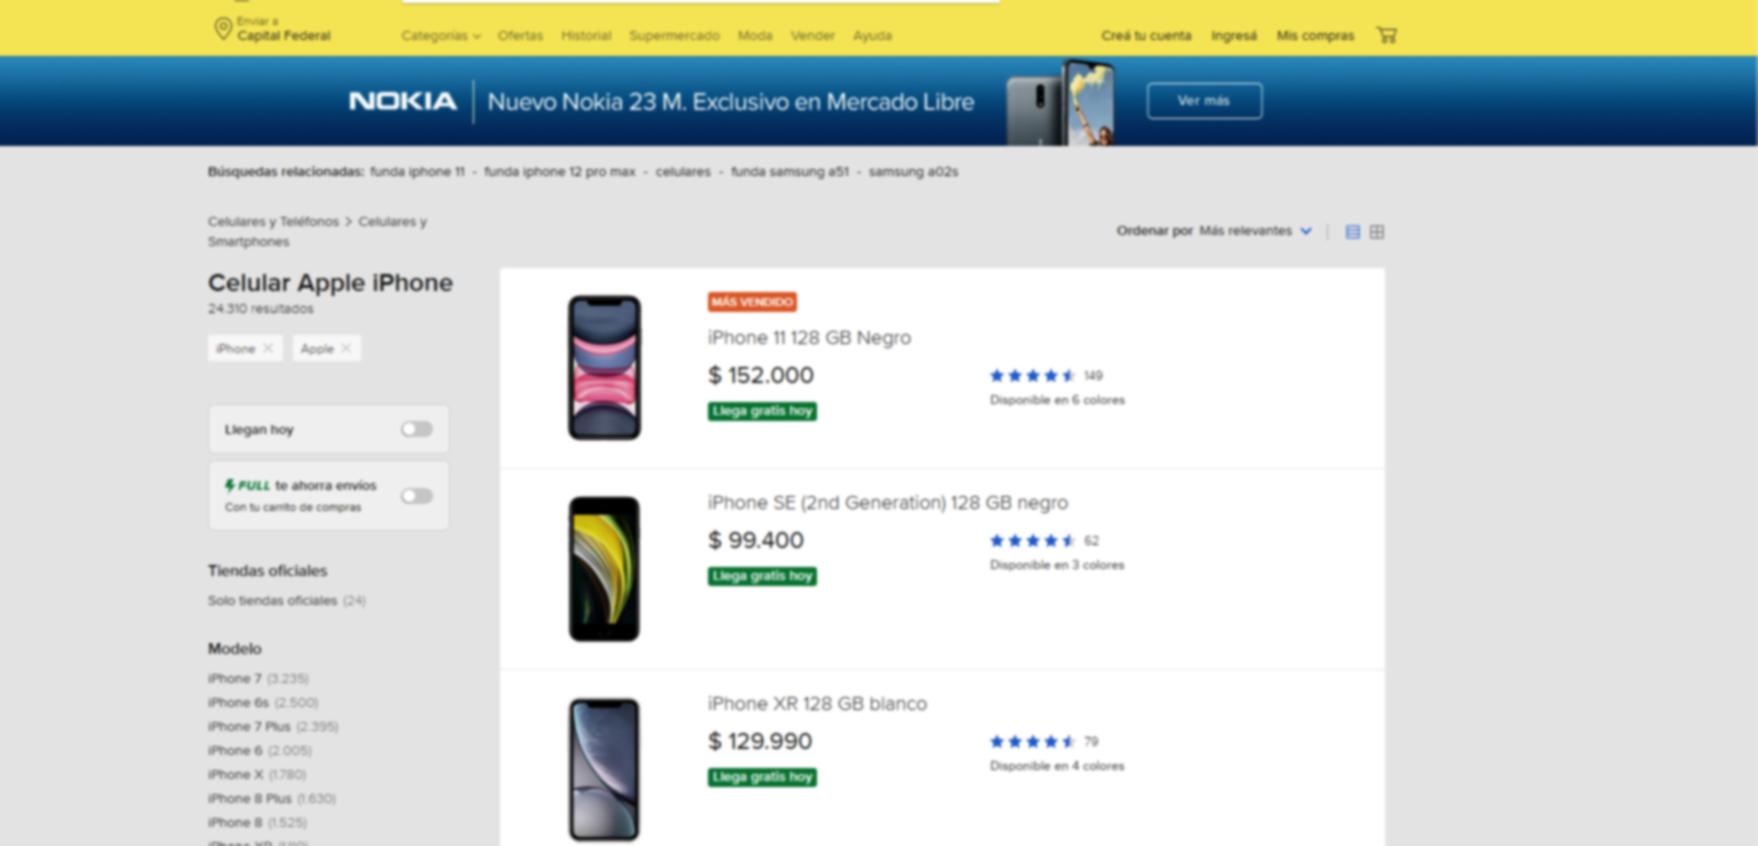 Enviar a
Capital Federal
Categorías Ofertas Historial Supermercado Moda Vender Ayuda
Creá tu cuenta Ingresá Mis compras
NOKIA Nuevo Nokia 23 M. Exclusivo en Mercado Libre Ver más
Búsquedas relacionadas: funda iphone 11 - funda iphone 12 pro max - celulares - funda samsung a51 - samsung a02s
Celulares y Teléfonos > Celulares y
Smartphones
Ordenar por Más relevantes
Celular Apple iPhone
24.310 resultados
iPhone
Apple
Llegan hoy
FULL te ahorra envíos
Con tu carrito de compras
Tiendas oficiales
Solo tiendas oficiales (24)
Modelo
iPhone 7 (3.235)
iPhone 6s (2.500)
iPhone 7 Plus (2.395)
iPhone 6 (2.005)
iPhone X (1.780)
iPhone 8 Plus (1.630)
iPhone 8 (1.525)
MÁS VENDIDO
iPhone 11 128 GB Negro
$ 152.000
149
Disponible en 6 colores
Llega gratis hoy
iPhone SE (2nd Generation) 128 GB negro
$ 99.400
62
Disponible en 3 colores
Llega gratis hoy
iPhone XR 128 GB blanco
$ 129.990
79
Disponible en 4 colores
Llega gratis hoy